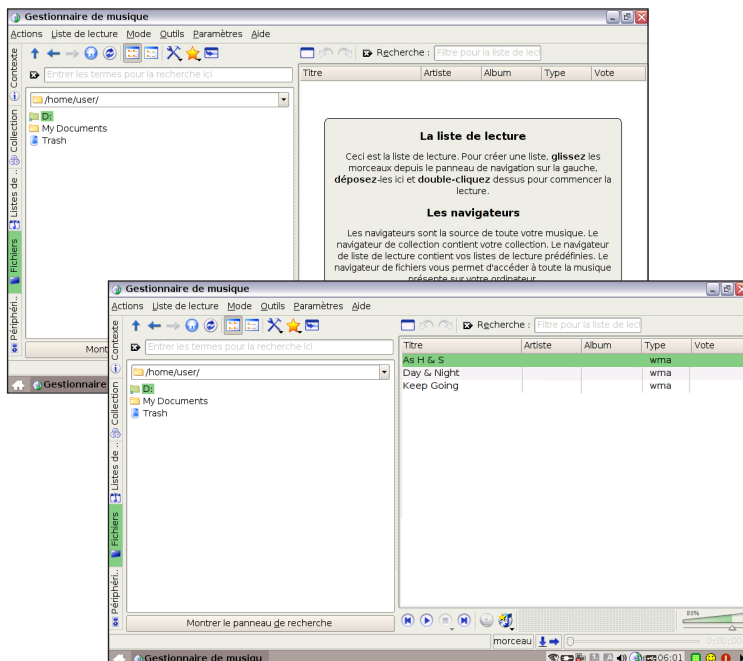 Gestionnaire de musique
Actions Liste de lecture Mode Outils Paramètres Aide
Recherche : Filtre pour la liste de lect
Entrer les termes pour la recherche ici
Titre Artiste Album Type Vote
/home/user/
D:
My Documents
Trash
Contexte
Collection
Listes de ..
Fichiers
Périphéri..
La liste de lecture
Ceci est la liste de lecture. Pour créer une liste, glissez les
morceaux depuis le panneau de navigation sur la gauche,
déposez-les ici et double-cliquez dessus pour commencer la
lecture.
Les navigateurs
Les navigateurs sont la source de toute votre musique. Le
navigateur de collection contient votre collection. Le navigateur
de liste de lecture contient vos listes de lecture prédéfinies. Le
navigateur de fichiers vous permet d'accéder à toute la musique
présente sur votre ordinateur
Mont
Gestionnaire
Gestionnaire de musique
Actions Liste de lecture Mode Outils Paramètres Aide
Recherche : Filtre pour la liste de lect
Entrer les termes pour la recherche ici
Titre Artiste Album Type Vote
As H & S wma
Day & Night wma
Keep Going wma
/home/user/
D:
My Documents
Trash
Contexte
Collection
Listes de ..
Fichiers
Périphéri..
Montrer le panneau de recherche
80%
morceau 0:00:00
Gestionnaire de musiqu
06:01